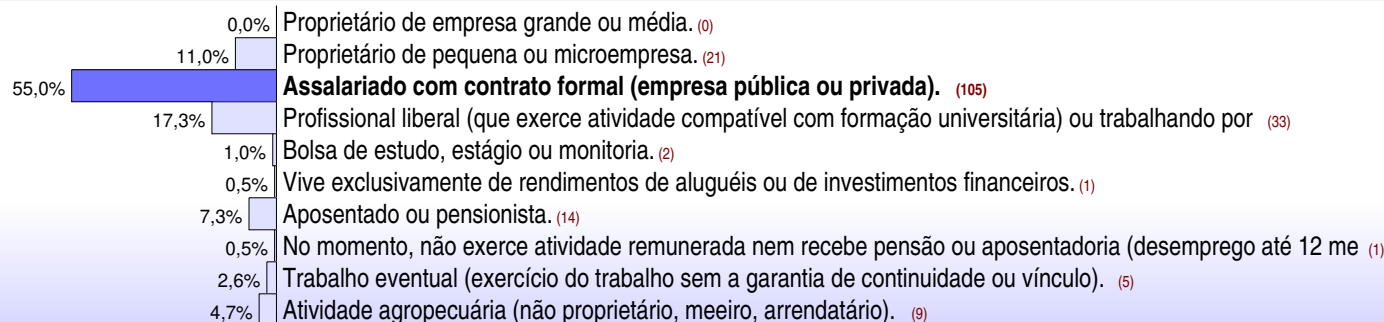 0,0% Proprietário de empresa grande ou média. (0)
11,0% Proprietário de pequena ou microempresa. (21)
55,0% Assalariado com contrato formal (empresa pública ou privada). (105)
17,3% Profissional liberal (que exerce atividade compatível com formação universitária) ou trabalhando por (33)
1,0% Bolsa de estudo, estágio ou monitoria. (2)
0,5% Vive exclusivamente de rendimentos de aluguéis ou de investimentos financeiros. (1)
7,3% Aposentado ou pensionista. (14)
0,5% No momento, não exerce atividade remunerada nem recebe pensão ou aposentadoria (desemprego até 12 me (1)
2,6% Trabalho eventual (exercício do trabalho sem a garantia de continuidade ou vínculo). (5)
4,7% Atividade agropecuária (não proprietário, meeiro, arrendatário). (9)